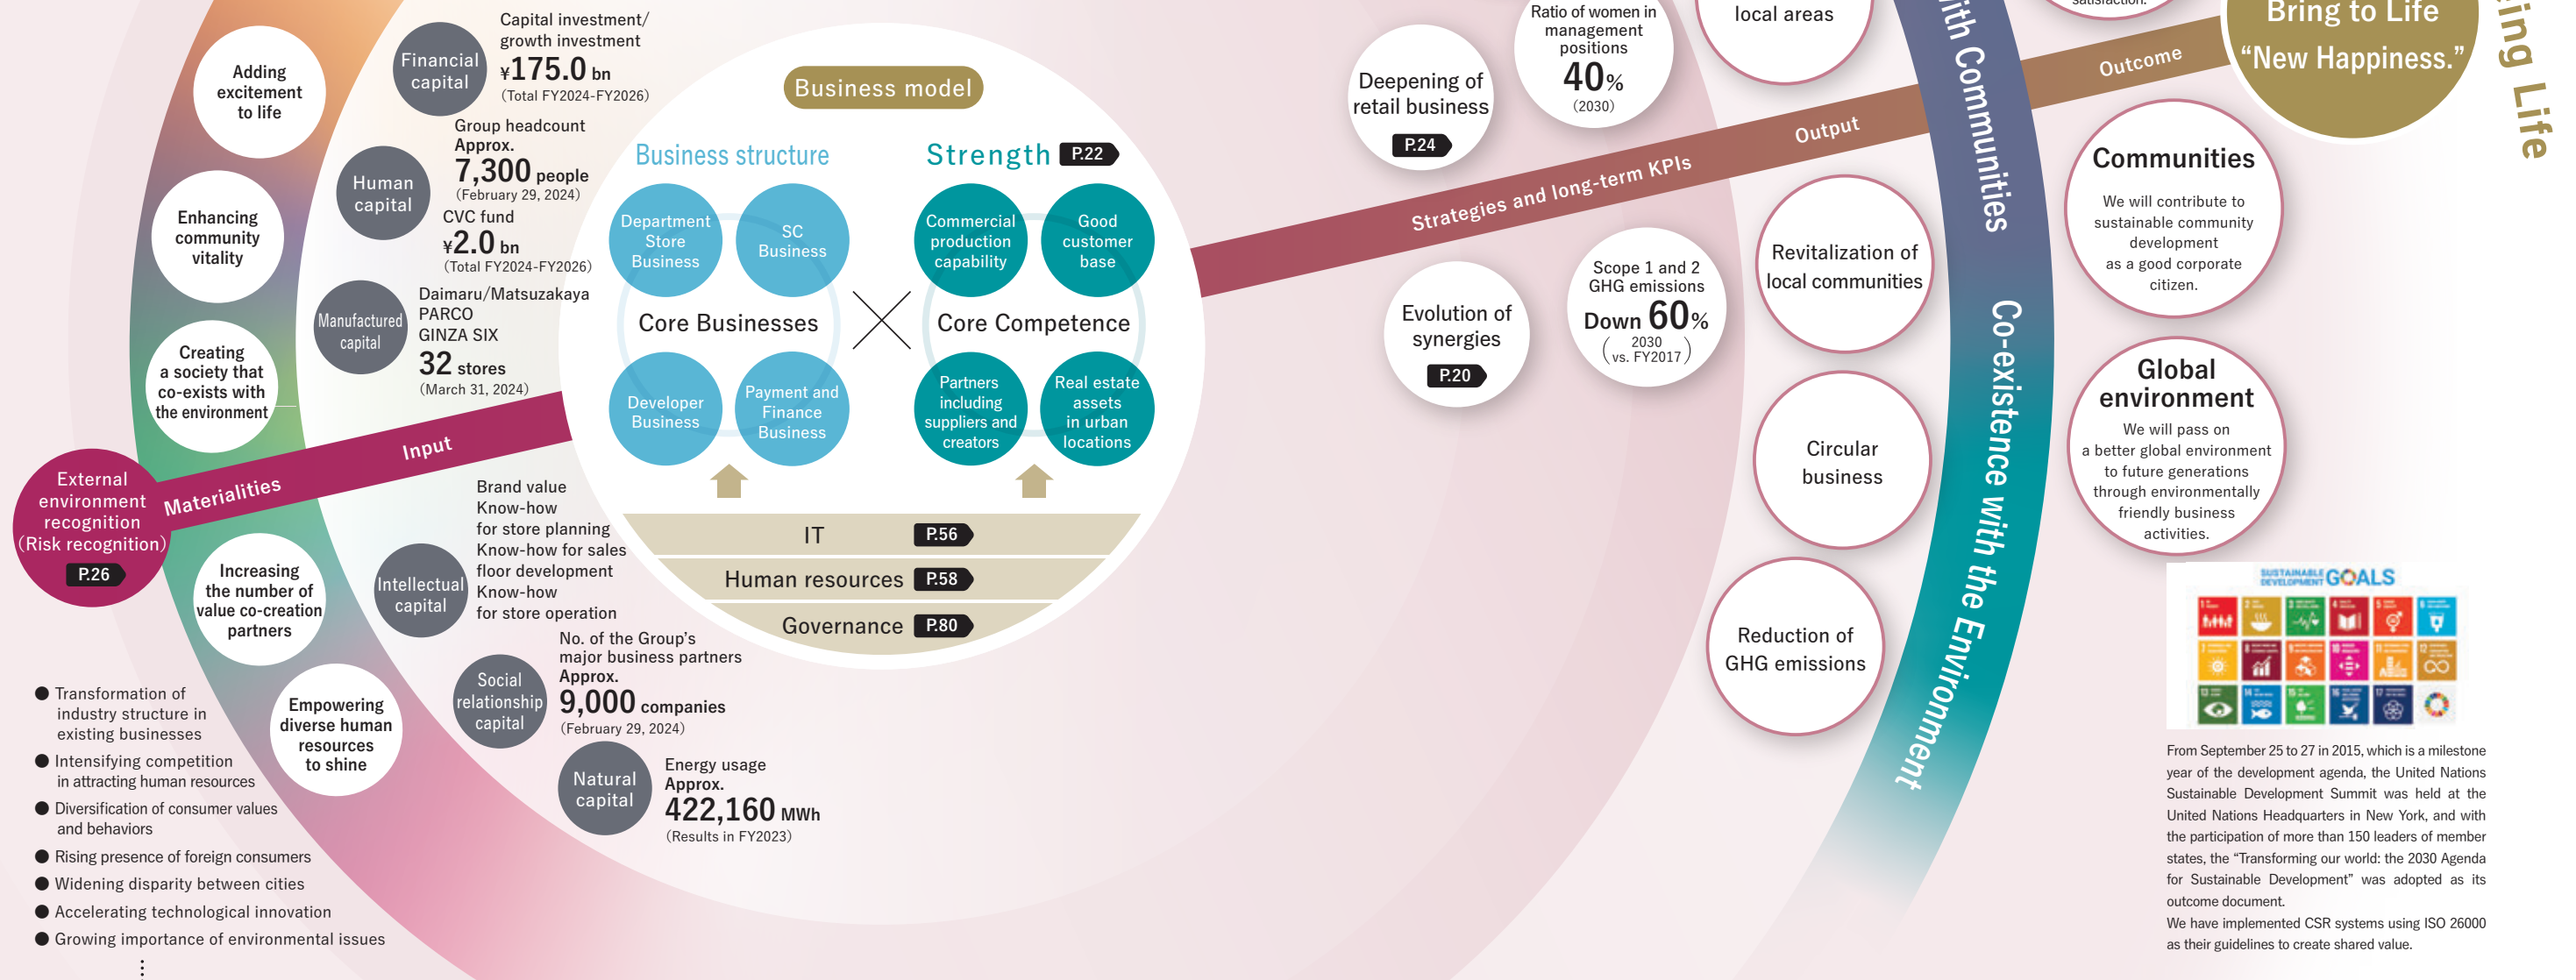 External
environment
recognition
(Risk recognition)
P.26
Materialities
Input
Adding
excitement
to life
Enhancing
community
vitality
Creating
a society that
co-exists with
the environment
Increasing
the number of
value co-creation
partners
Empowering
diverse human
resources
to shine
● Transformation of
industry structure in
existing businesses
● Intensifying competition
in attracting human resources
● Diversification of consumer values
and behaviors
● Rising presence of foreign consumers
● Widening disparity between cities
● Accelerating technological innovation
● Growing importance of environmental issues
Financial
capital
Capital investment/
growth investment
¥175.0 bn
(Total FY2024-FY2026)
Human
capital
Group headcount
Approx.
7,300 people
(February 29, 2024)
CVC fund
¥2.0 bn
(Total FY2024-FY2026)
Manufactured
capital
Daimaru/Matsuzakaya
PARCO
GINZA SIX
32 stores
(March 31, 2024)
Intellectual
capital
Brand value
Know-how
for store planning
Know-how for sales
floor development
Know-how
for store operation
Social
relationship
capital
No. of the Group's
major business partners
Approx.
9,000 companies
(February 29, 2024)
Natural
capital
Energy usage
Approx.
422,160 MWh
(Results in FY2023)
Business model
Business structure
Department
Store
Business
SC
Business
Core Businesses
Developer
Business
Payment and
Finance
Business
Strength P.22
Commercial
production
capability
Good
customer
base
Core Competence
Partners
including
suppliers and
creators
Real estate
assets
in urban
locations
IT P.56
Human resources P.58
Governance P.80
Strategies and long-term KPIs
Deepening of
retail business
P.24
Ratio of women in
management
positions
40%
(2030)
Evolution of
synergies
P.20
Scope 1 and 2
GHG emissions
Down 60%
(2030
vs. FY2017)
Output
local areas
Revitalization of
local communities
Circular
business
Reduction of
GHG emissions
with Communities
Co-existence with the Environment
Outcome
satisfaction.
Bring to Life
“New Happiness.”
ing Life
Communities
We will contribute to
sustainable community
development
as a good corporate
citizen.
Global
environment
We will pass on
a better global environment
to future generations
through environmentally
friendly business
activities.
SUSTAINABLE
DEVELOPMENT GOALS
From September 25 to 27 in 2015, which is a milestone
year of the development agenda, the United Nations
Sustainable Development Summit was held at the
United Nations Headquarters in New York, and with
the participation of more than 150 leaders of member
states, the “Transforming our world: the 2030 Agenda
for Sustainable Development” was adopted as its
outcome document.
We have implemented CSR systems using ISO 26000
as their guidelines to create shared value.